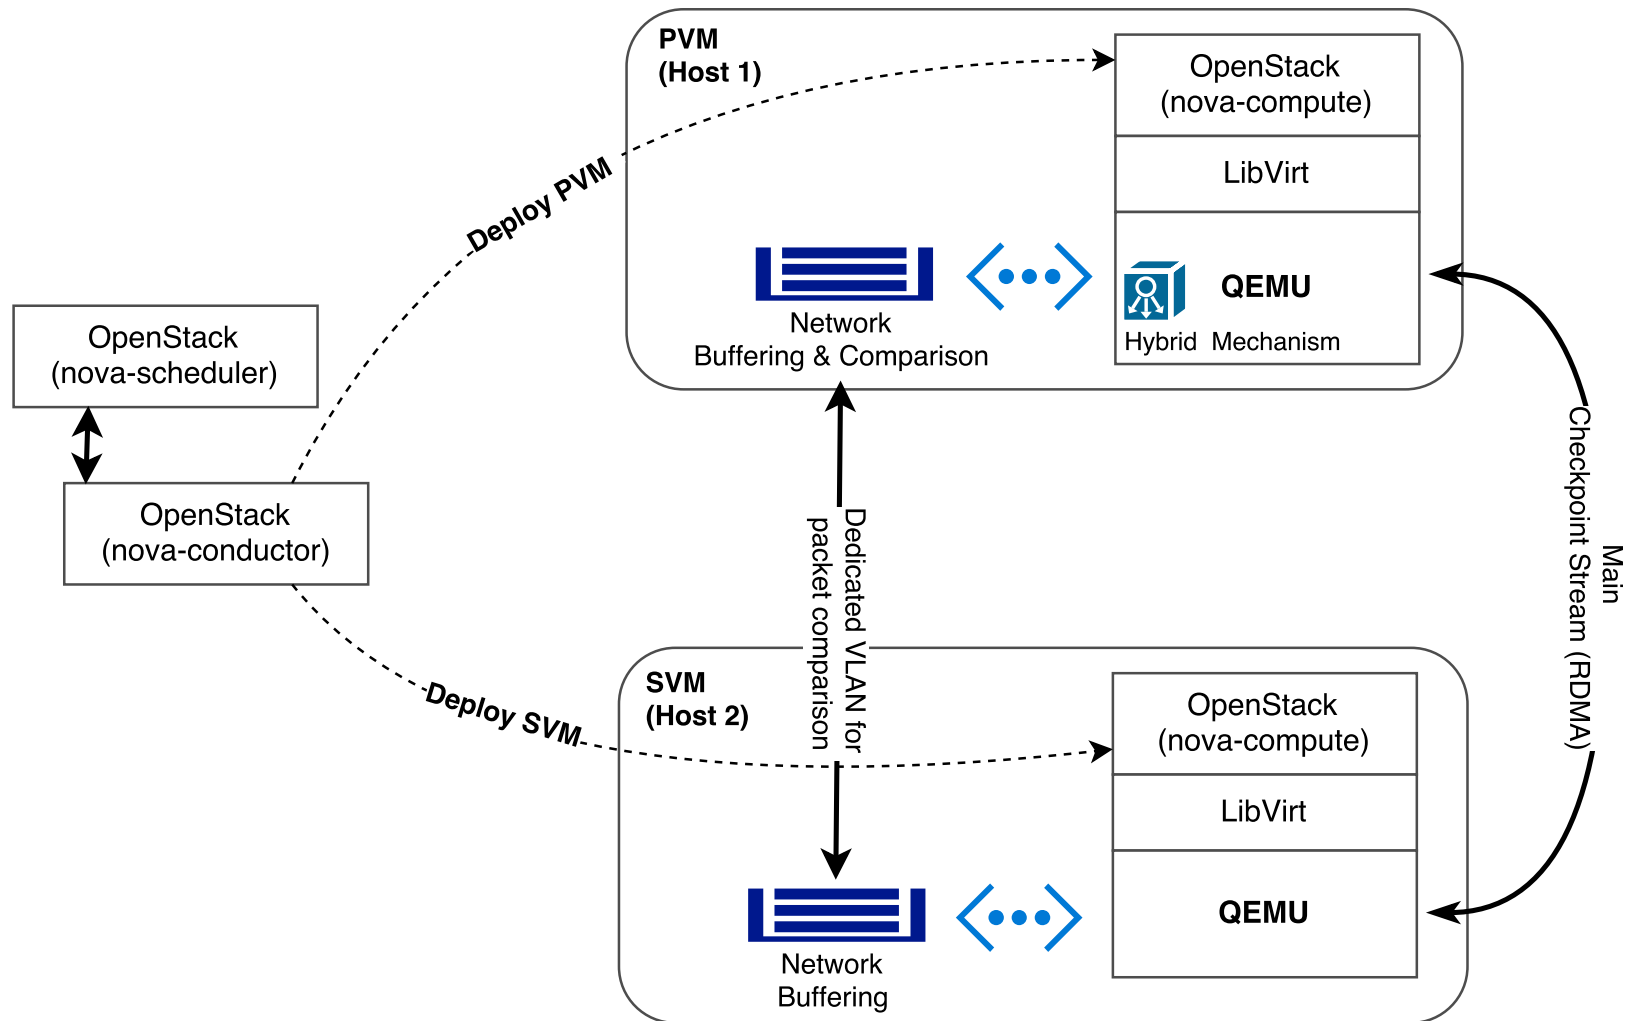 PVM
(Host 1)
OpenStack
(nova-compute)
LibVirt
QEMU
Hybrid Mechanism
Network
Buffering & Comparison
Deploy PVM
OpenStack
(nova-scheduler)
OpenStack
(nova-conductor)
Deploy SVM
Dedicated VLAN for
packet comparison
Main
Checkpoint Stream (RDMA)
SVM
(Host 2)
OpenStack
(nova-compute)
LibVirt
QEMU
Network
Buffering